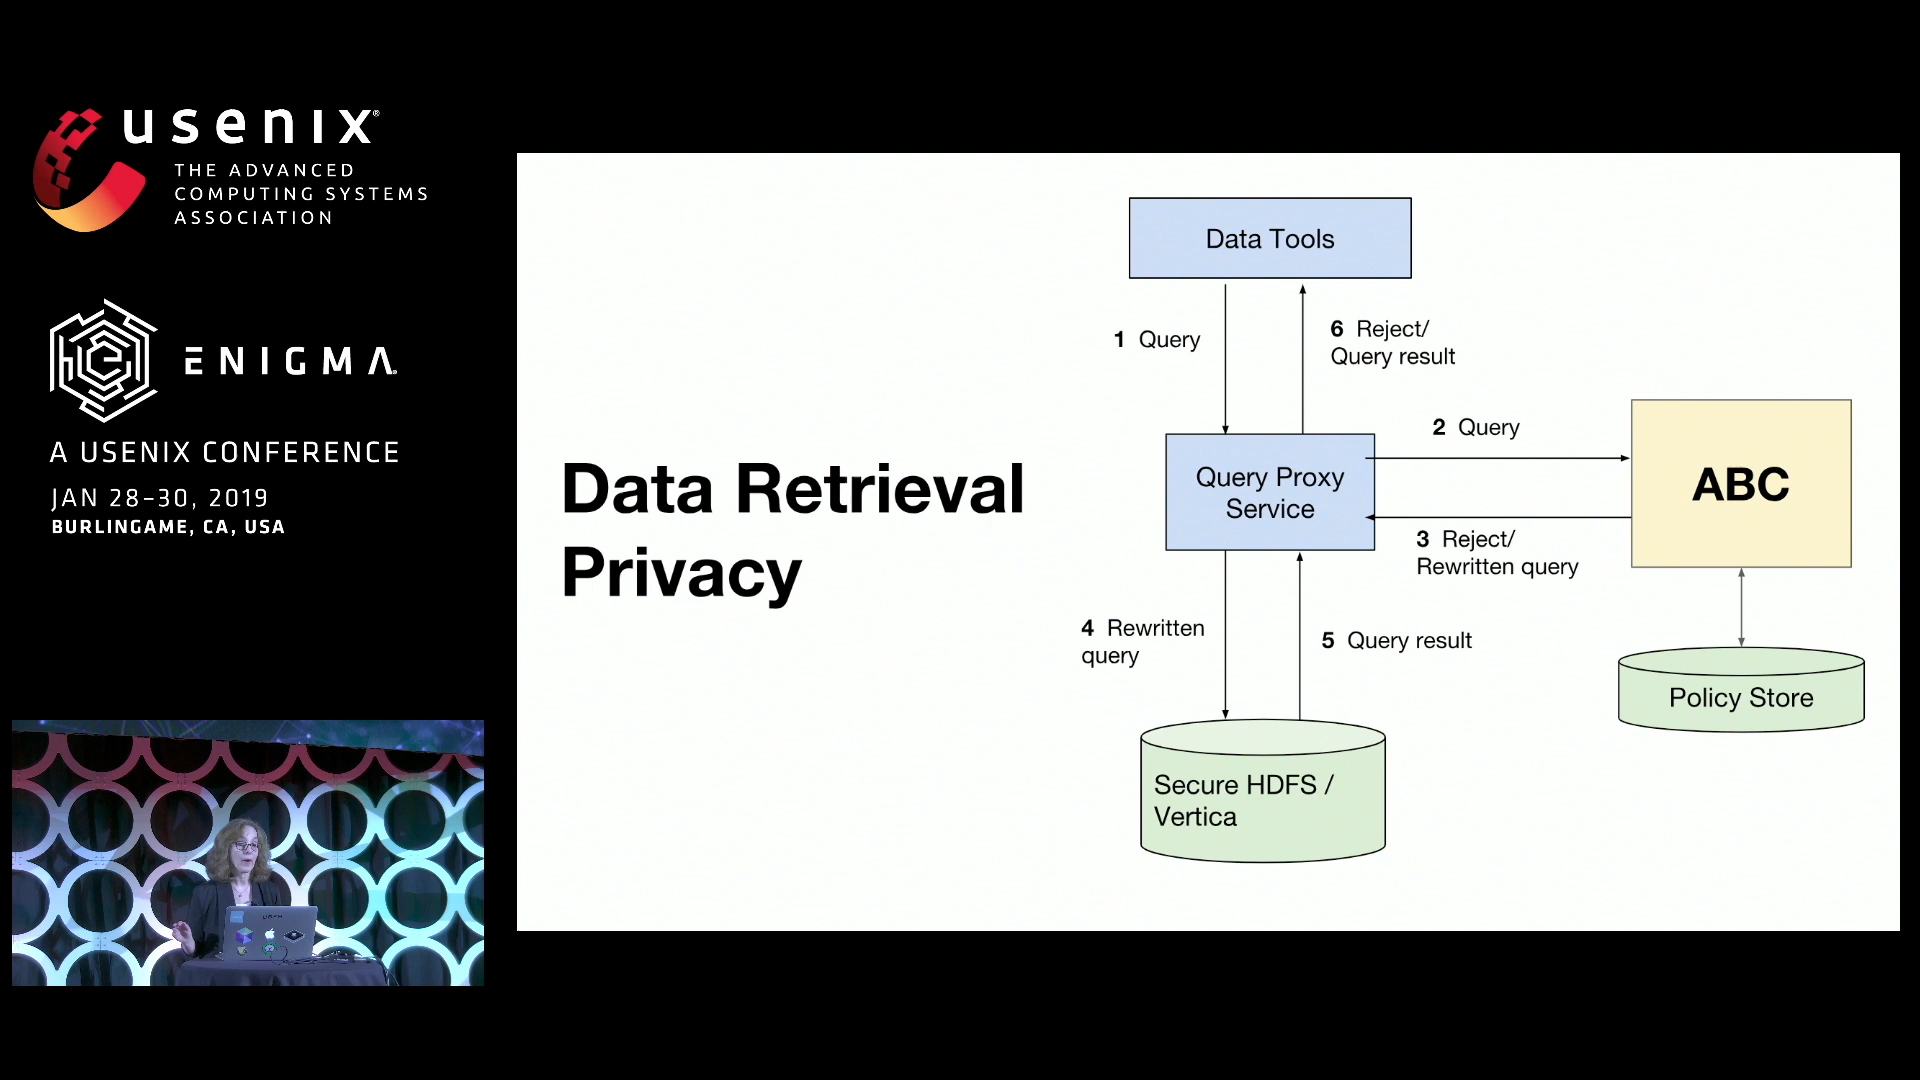 usenix®
THE ADVANCED
COMPUTING SYSTEMS
ASSOCIATION
ENIGMA
A USENIX CONFERENCE
JAN 28–30, 2019
BURLINGAME, CA, USA
Data Retrieval
Privacy
Data Tools
1 Query
6 Reject/
Query result
Query Proxy
Service
2 Query
3 Reject/
Rewritten query
ABC
4 Rewritten
query
5 Query result
Policy Store
Secure HDFS /
Vertica